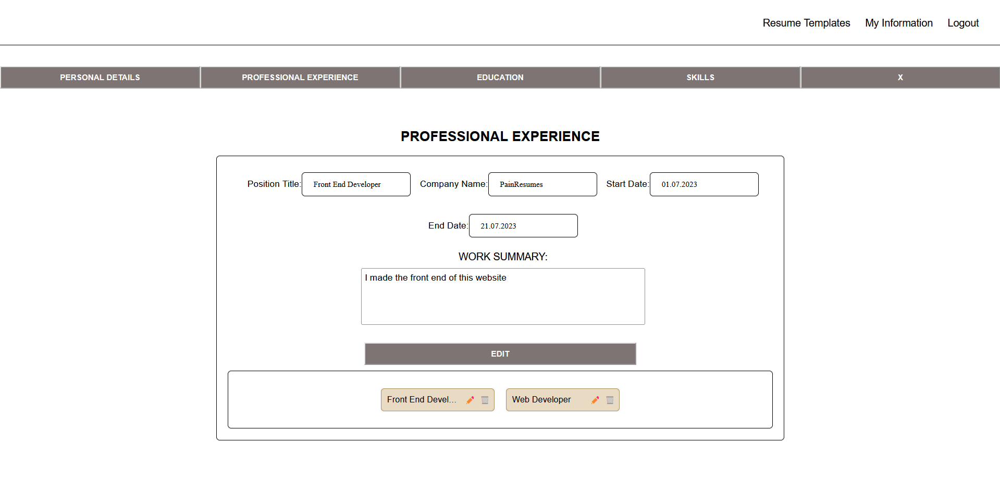 Resume Templates My Information Logout
PERSONAL DETAILS PROFESSIONAL EXPERIENCE EDUCATION SKILLS X
PROFESSIONAL EXPERIENCE
Position Title: Front End Developer Company Name: PainResumes Start Date: 01.07.2023
End Date: 21.07.2023
WORK SUMMARY:
I made the front end of this website
EDIT
Front End Devel... Web Developer